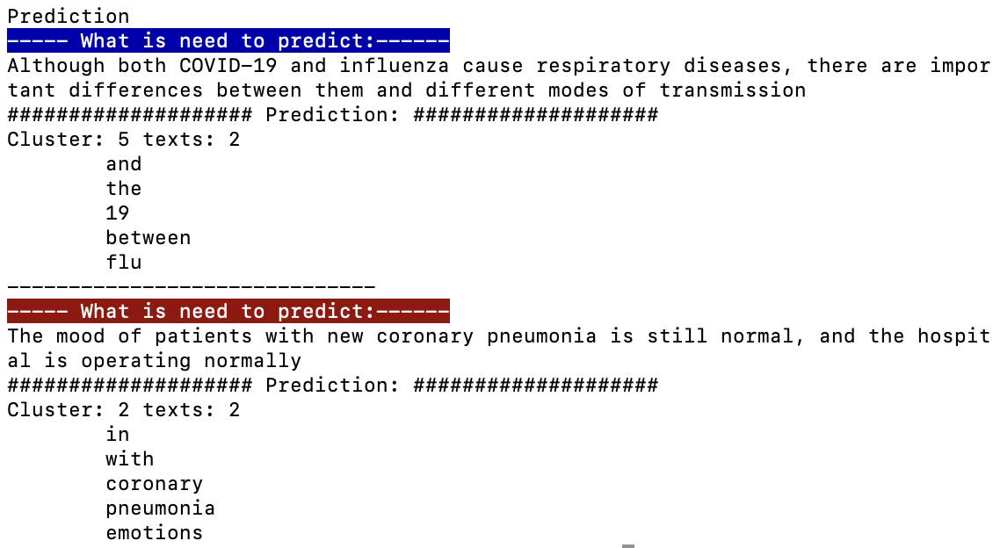 Prediction
----- What is need to predict:------
Although both COVID-19 and influenza cause respiratory diseases, there are impor
tant differences between them and different modes of transmission
#################### Prediction: ####################
Cluster: 5 texts: 2
and
the
19
between
flu
------------------------------
----- What is need to predict:------
The mood of patients with new coronary pneumonia is still normal, and the hospit
al is operating normally
#################### Prediction: ####################
Cluster: 2 texts: 2
in
with
coronary
pneumonia
emotions